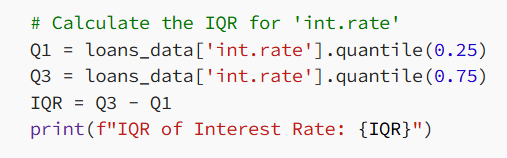 # Calculate the IQR for 'int.rate'
Q1 = loans_data['int.rate'].quantile(0.25)
Q3 = loans_data['int.rate'].quantile(0.75)
IQR = Q3 - Q1
print(f"IQR of Interest Rate: {IQR}")